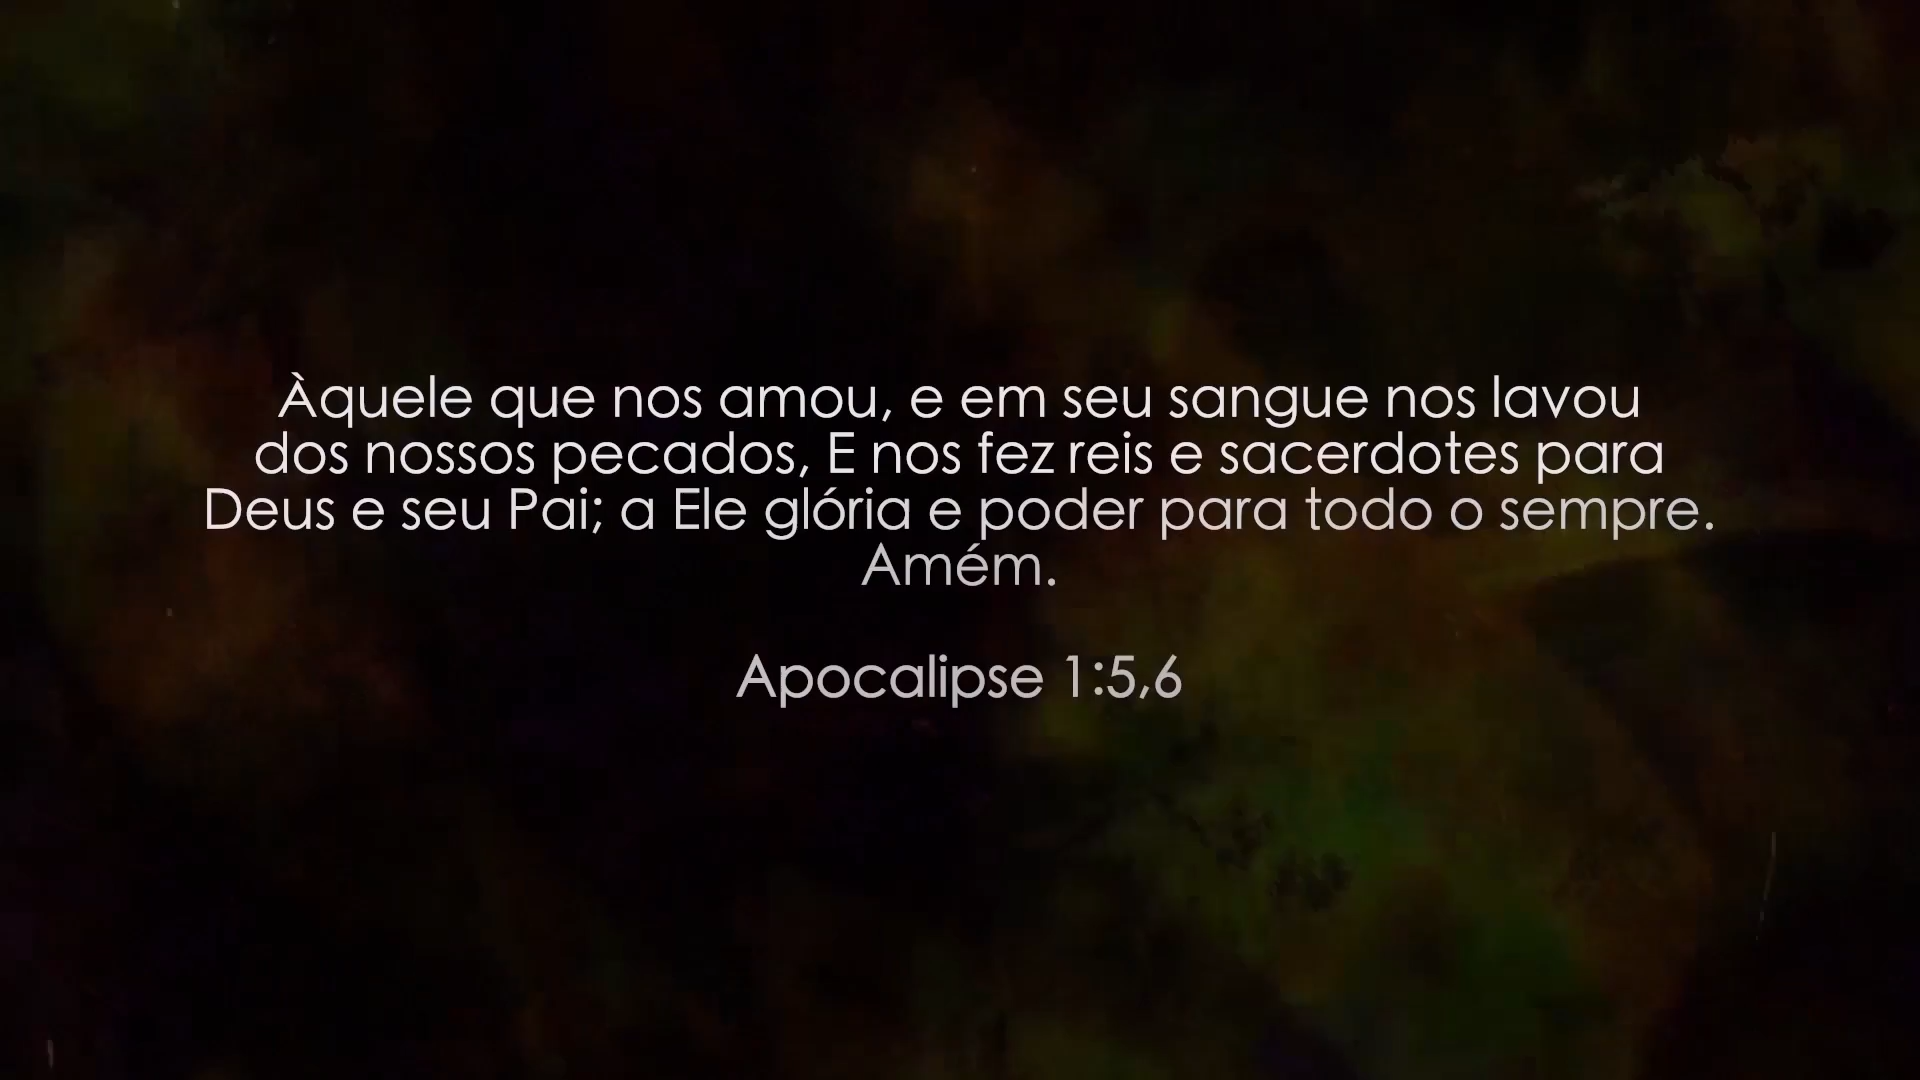 Àquele que nos amou, e em seu sangue nos lavou
dos nossos pecados, E nos fez reis e sacerdotes para
Deus e seu Pai; a Ele glória e poder para todo o sempre.
Amém.
Apocalipse 1:5,6